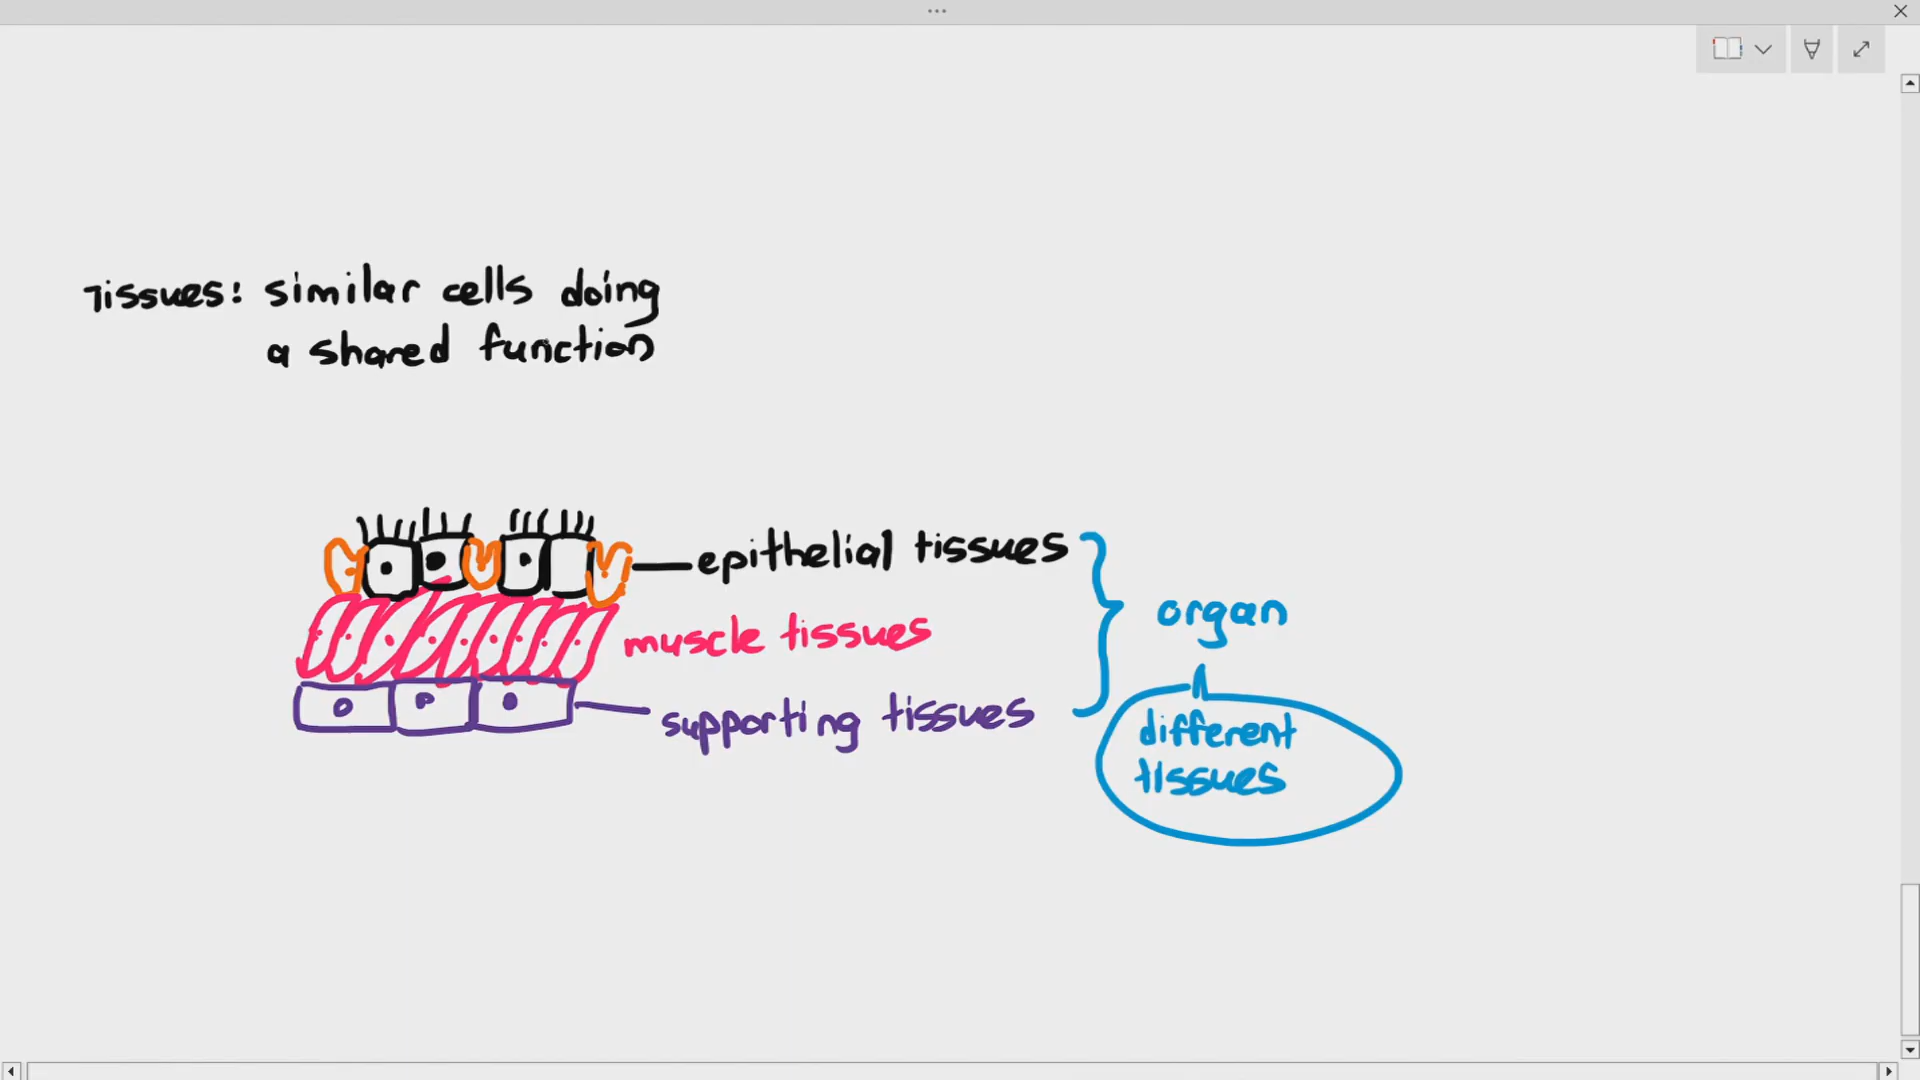 Tissues: similar cells doing
a shared function
epithelial tissues
muscle tissues
supporting tissues
organ
different
tissues